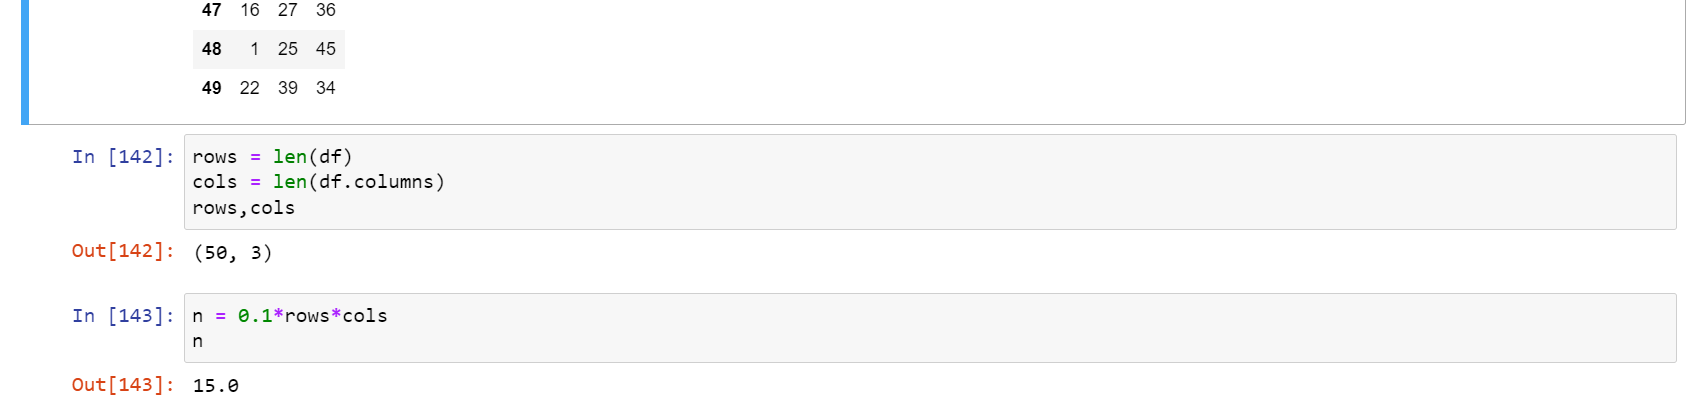 47 16 27 36
48 1 25 45
49 22 39 34
In [142]: rows = len(df)
cols = len(df.columns)
rows,cols
Out[142]: (50, 3)
In [143]: n = 0.1*rows*cols
n
Out[143]: 15.0